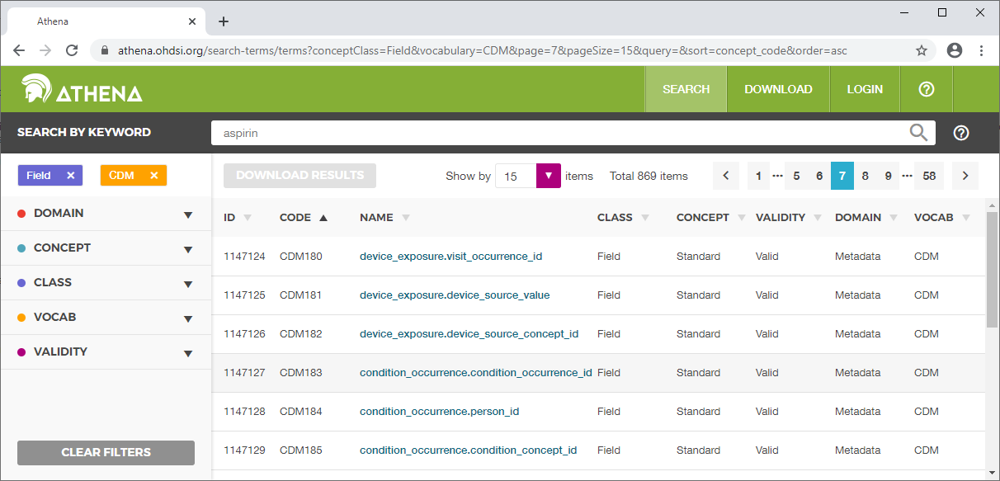 Athena
athena.ohdsi.org/search-terms/terms?conceptClass=Field&vocabulary=CDM&page=7&pageSize=15&query=&sort=concept_code&order=asc
ATHENA SEARCH DOWNLOAD LOGIN ?
SEARCH BY KEYWORD aspirin ?
Field × CDM × DOWNLOAD RESULTS Show by 15 items Total 869 items < 1 ... 5 6 7 8 9 ... 58 >
DOMAIN
CONCEPT
CLASS
VOCAB
VALIDITY
CLEAR FILTERS
ID CODE NAME CLASS CONCEPT VALIDITY DOMAIN VOCAB
1147124 CDM180 device_exposure.visit_occurrence_id Field Standard Valid Metadata CDM
1147125 CDM181 device_exposure.device_source_value Field Standard Valid Metadata CDM
1147126 CDM182 device_exposure.device_source_concept_id Field Standard Valid Metadata CDM
1147127 CDM183 condition_occurrence.condition_occurrence_id Field Standard Valid Metadata CDM
1147128 CDM184 condition_occurrence.person_id Field Standard Valid Metadata CDM
1147129 CDM185 condition_occurrence.condition_concept_id Field Standard Valid Metadata CDM